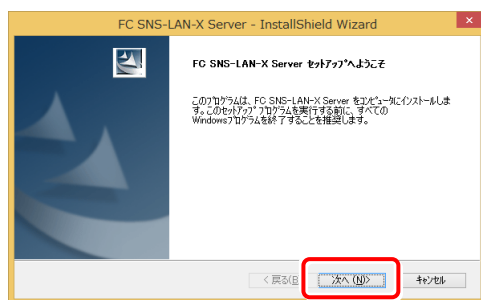 FC SNS-LAN-X Server - InstallShield Wizard
FC SNS-LAN-X Server ｾｯﾄｱｯﾌﾟへようこそ
このﾌﾟﾛｸﾞﾗﾑは、FC SNS-LAN-X Server をｺﾝﾋﾟｭｰﾀにｲﾝｽﾄｰﾙしま
す。このｾｯﾄｱｯﾌﾟ ﾌﾟﾛｸﾞﾗﾑを実行する前に、すべての
Windowsﾌﾟﾛｸﾞﾗﾑを終了することを推奨します。
< 戻る(B
次へ (N)>
ｷｬﾝｾﾙ